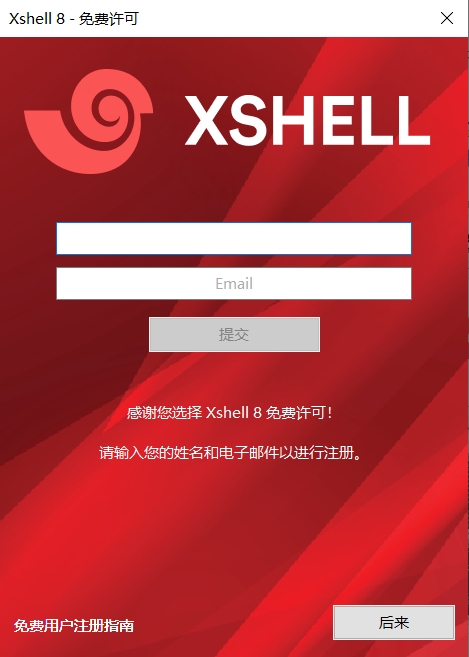 Xshell 8 - 免费许可
XSHELL
Email
提交
感谢您选择 Xshell 8 免费许可！
请输入您的姓名和电子邮件以进行注册。
免费用户注册指南
后来